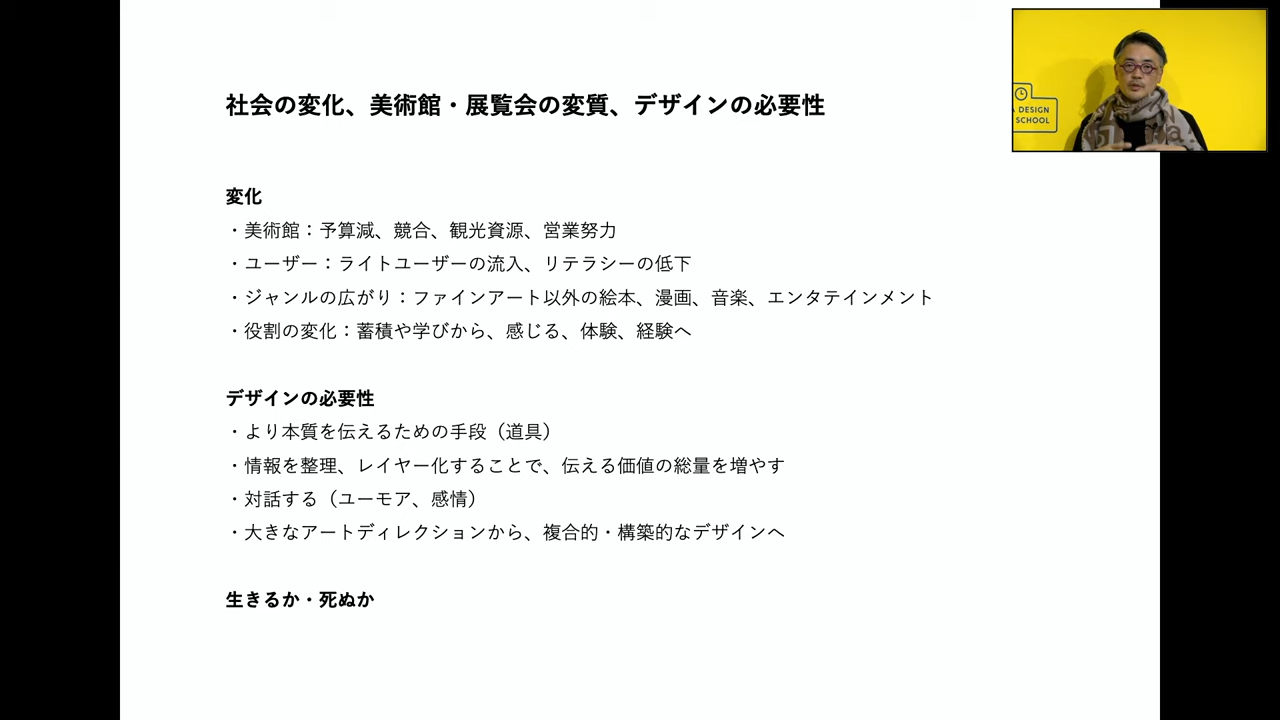 社会の変化、美術館・展覧会の変質、デザインの必要性
DESIGN
SCHOOL
変化
・美術館：予算減、競合、観光資源、営業努力
・ユーザー：ライトユーザーの流入、リテラシーの低下
・ジャンルの広がり：ファインアート以外の絵本、漫画、音楽、エンタテインメント
・役割の変化：蓄積や学びから、感じる、体験、経験へ
デザインの必要性
・より本質を伝えるための手段（道具）
・情報を整理、レイヤー化することで、伝える価値の総量を増やす
・対話する（ユーモア、感情）
・大きなアートディレクションから、複合的・構築的なデザインへ
生きるか・死ぬか